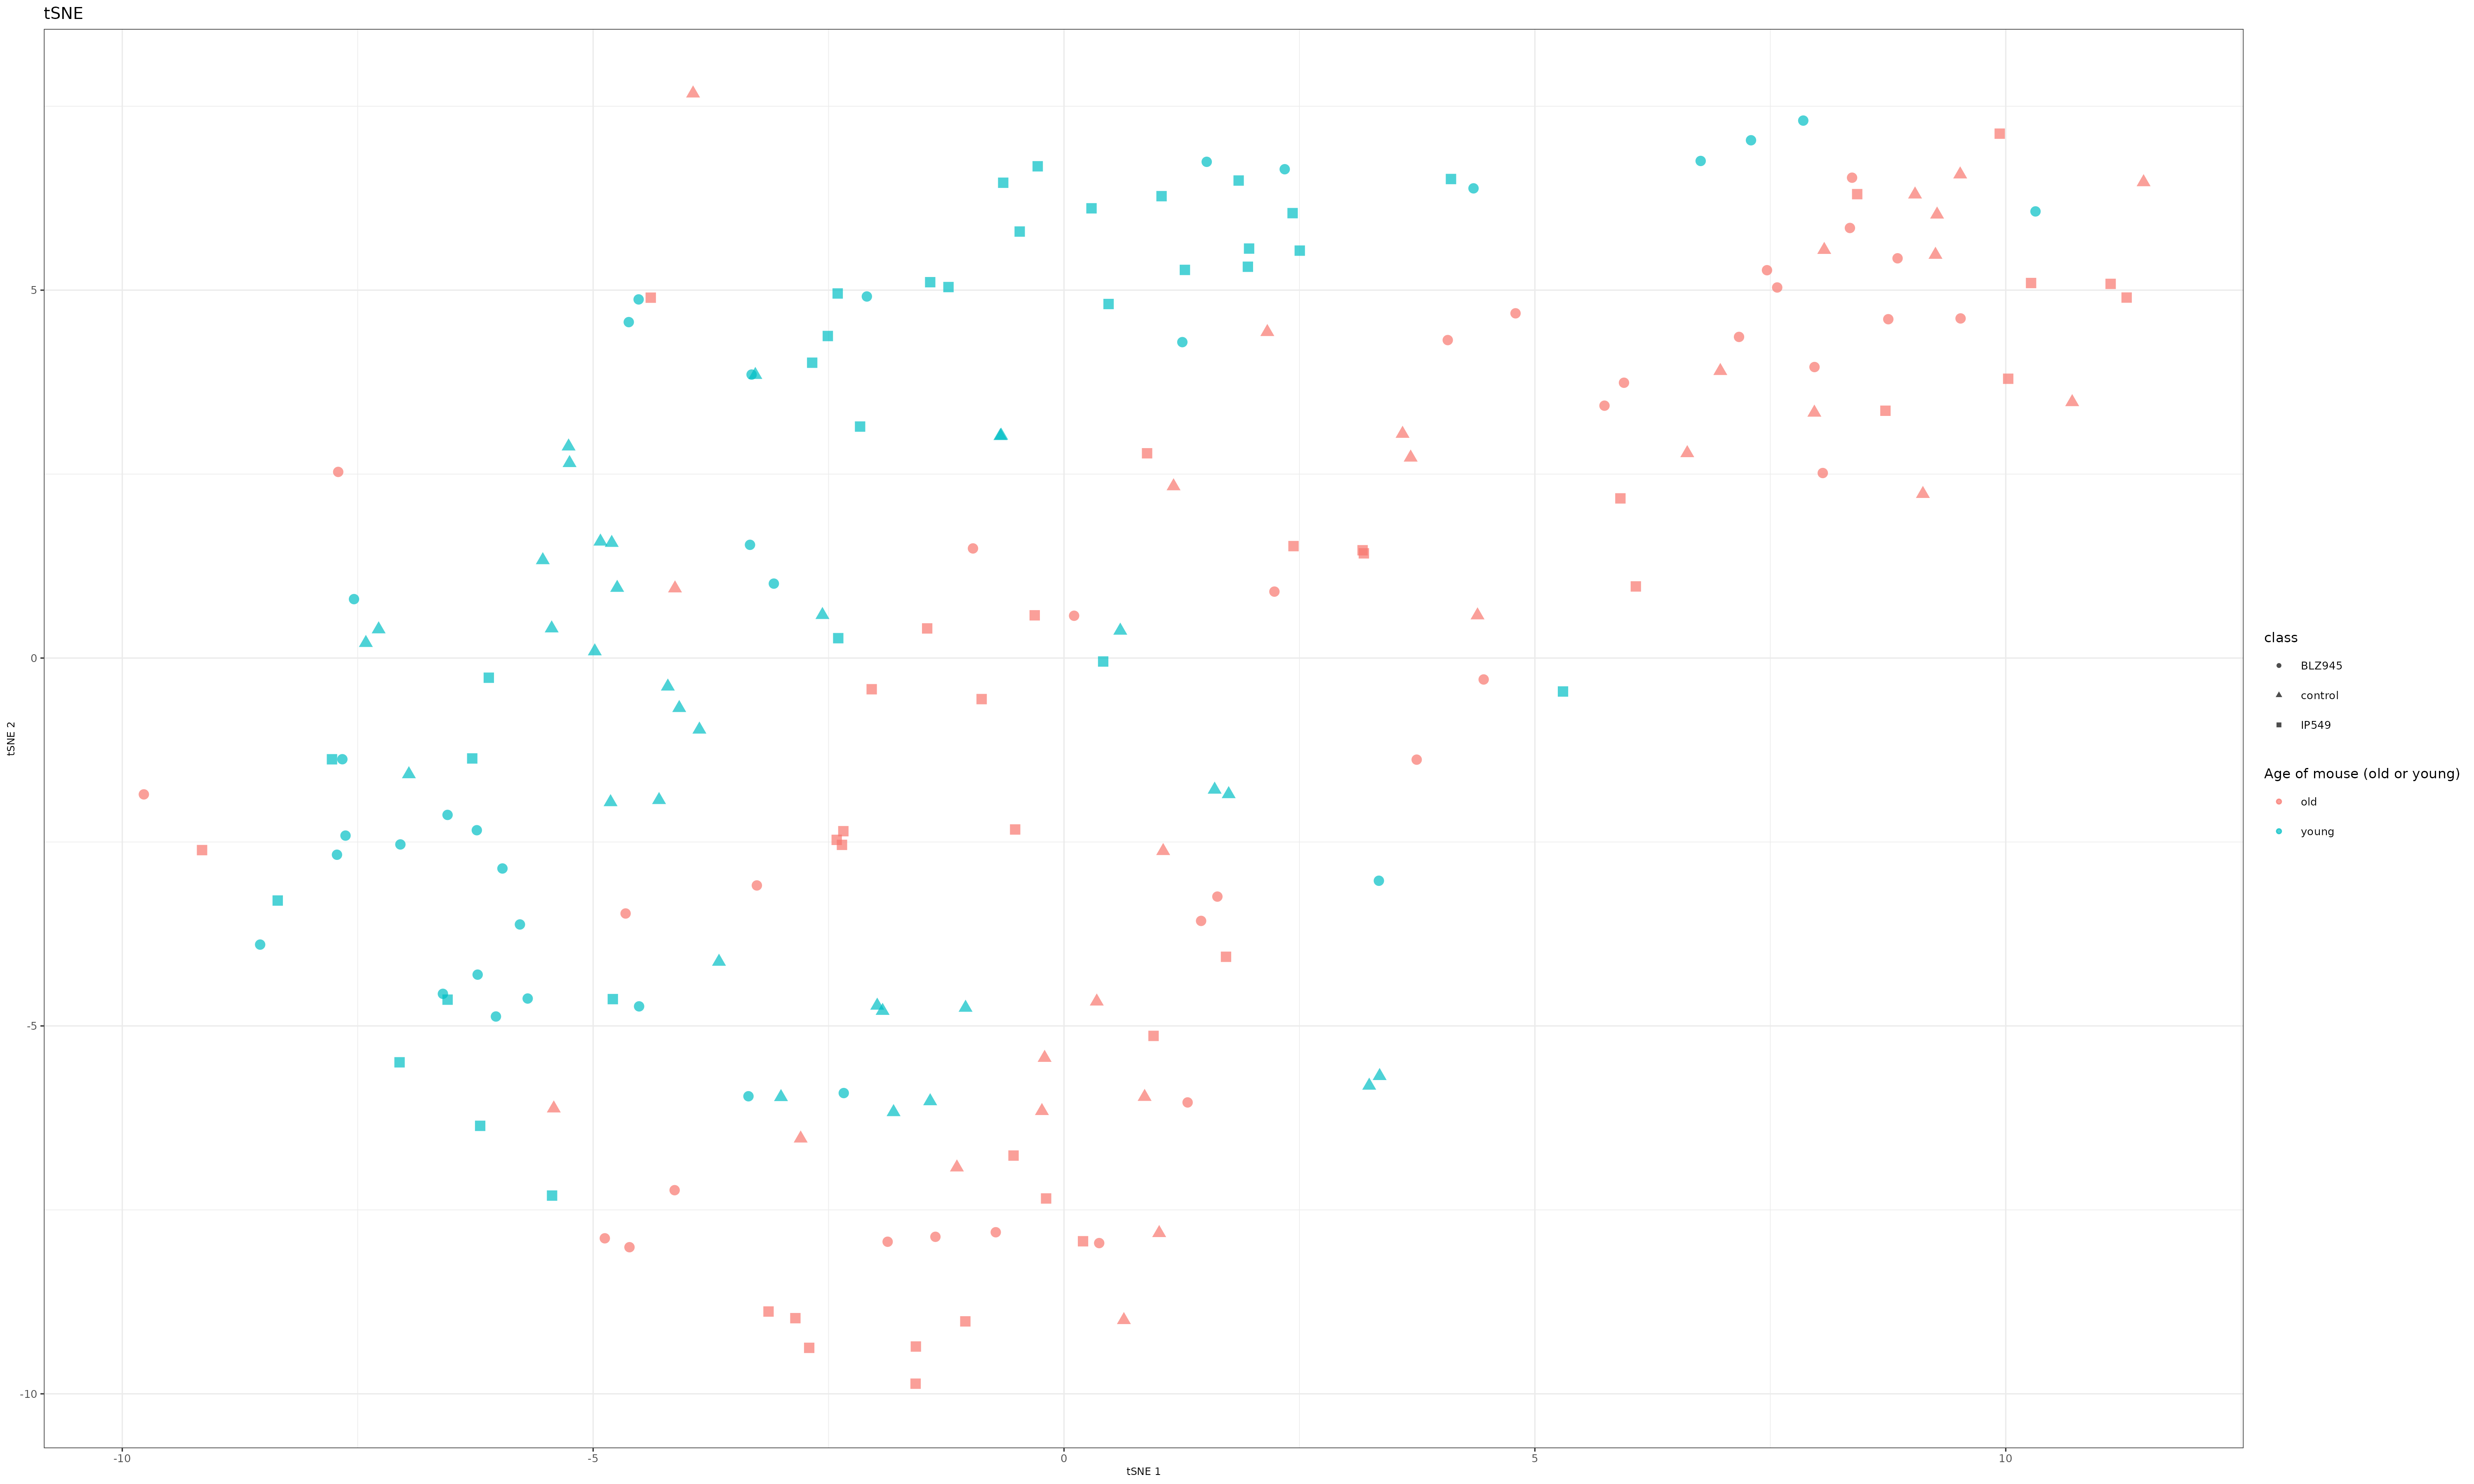 tSNE
5
0
-5
-10
tSNE 2
-10
-5
0
5
10
tSNE 1
class
BLZ945
control
IP549
Age of mouse (old or young)
old
young